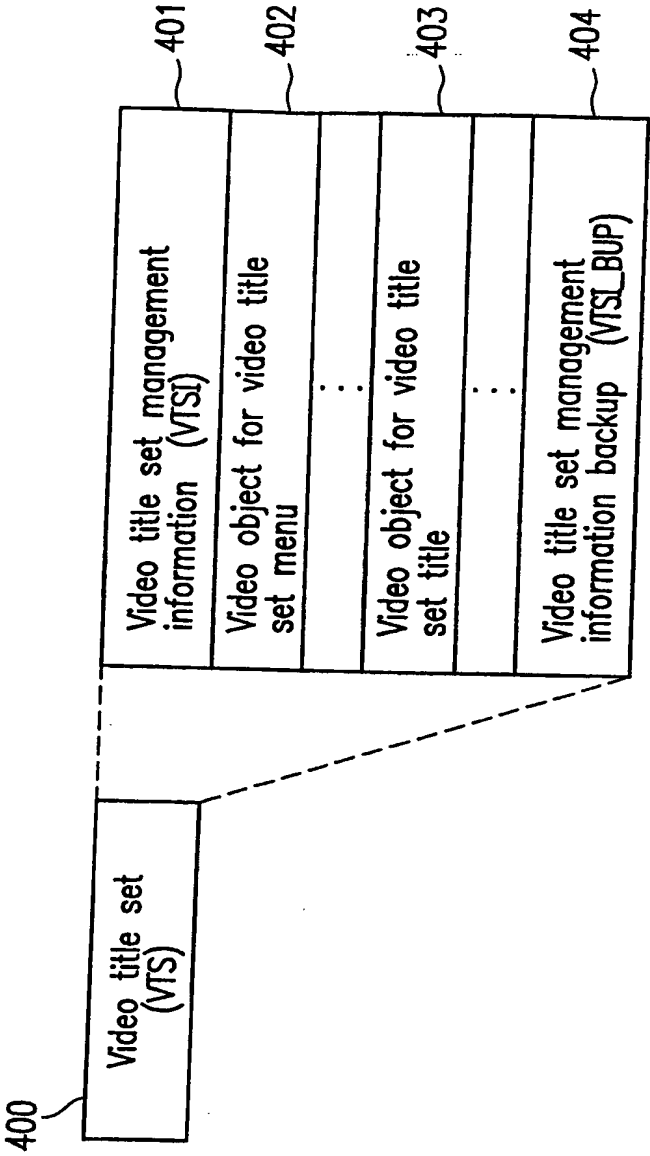 400
Video title set
(VTS)
Video title set management
information (VTSI)
401
Video object for video title
set menu
402
Video object for video title
set title
403
Video title set management
information backup (VTSI_BUP)
404